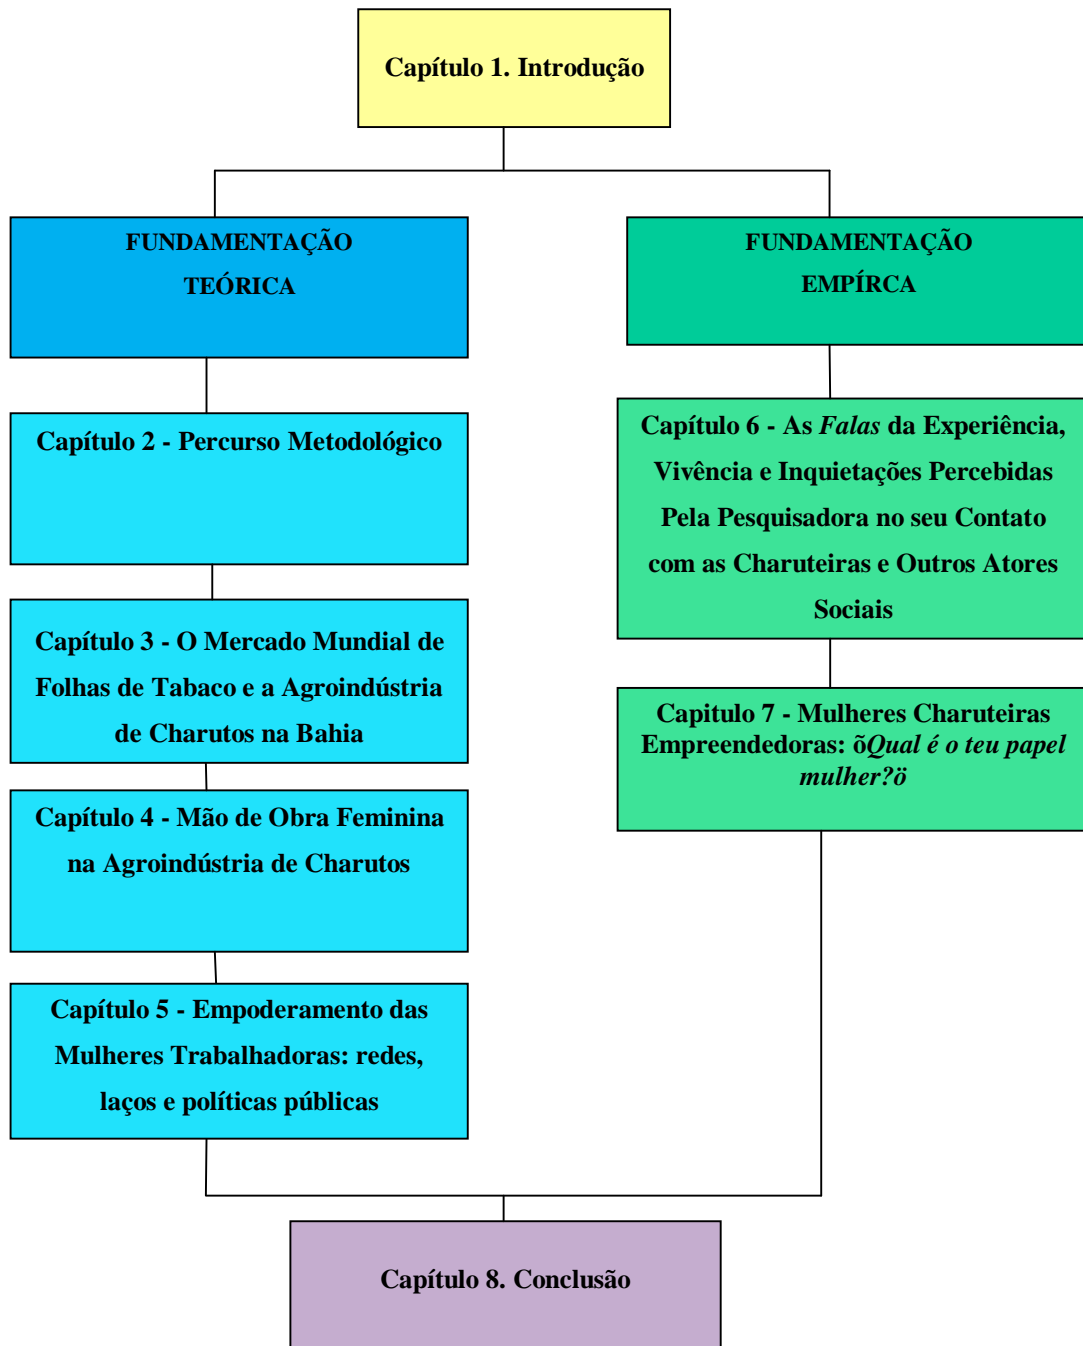 Capítulo 1. Introdução
FUNDAMENTAÇÃO
TEÓRICA
Capítulo 2 - Percurso Metodológico
Capítulo 3 - O Mercado Mundial de
Folhas de Tabaco e a Agroindústria
de Charutos na Bahia
Capítulo 4 - Mão de Obra Feminina
na Agroindústria de Charutos
Capítulo 5 - Empoderamento das
Mulheres Trabalhadoras: redes,
laços e políticas públicas
FUNDAMENTAÇÃO
EMPÍRCA
Capítulo 6 - As Falas da Experiência,
Vivência e Inquietações Percebidas
Pela Pesquisadora no seu Contato
com as Charuteiras e Outros Atores
Sociais
Capitulo 7 - Mulheres Charuteiras
Empreendedoras: õQual é o teu papel
mulher?ö
Capítulo 8. Conclusão